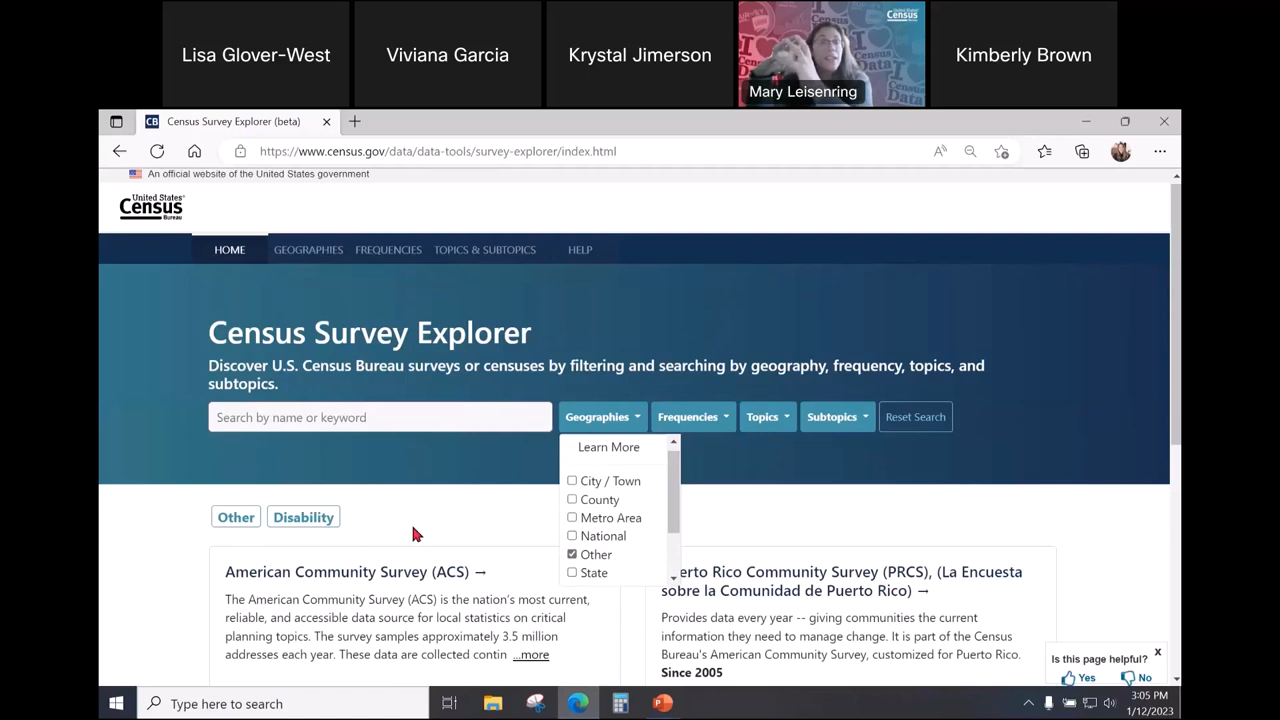 Lisa Glover-West
Viviana Garcia
Krystal Jimerson
Census
Mary Leisenring
Kimberly Brown
Census Survey Explorer (beta)
https://www.census.gov/data/data-tools/survey-explorer/index.html
An official website of the United States government
United States
Census
Bureau
HOME GEOGRAPHIES FREQUENCIES TOPICS & SUBTOPICS HELP
Census Survey Explorer
Discover U.S. Census Bureau surveys or censuses by filtering and searching by geography, frequency, topics, and
subtopics.
Search by name or keyword
Geographies Frequencies Topics Subtopics Reset Search
Learn More
City / Town
County
Metro Area
National
Other
State
Other Disability
American Community Survey (ACS) →
The American Community Survey (ACS) is the nation's most current,
reliable, and accessible data source for local statistics on critical
planning topics. The survey samples approximately 3.5 million
addresses each year. These data are collected contin ...more
erto Rico Community Survey (PRCS), (La Encuesta
sobre la Comunidad de Puerto Rico) →
Provides data every year -- giving communities the current
information they need to manage change. It is part of the Census
Bureau's American Community Survey, customized for Puerto Rico.
Since 2005
Is this page helpful? X
Yes No
Type here to search
3:05 PM
1/12/2023